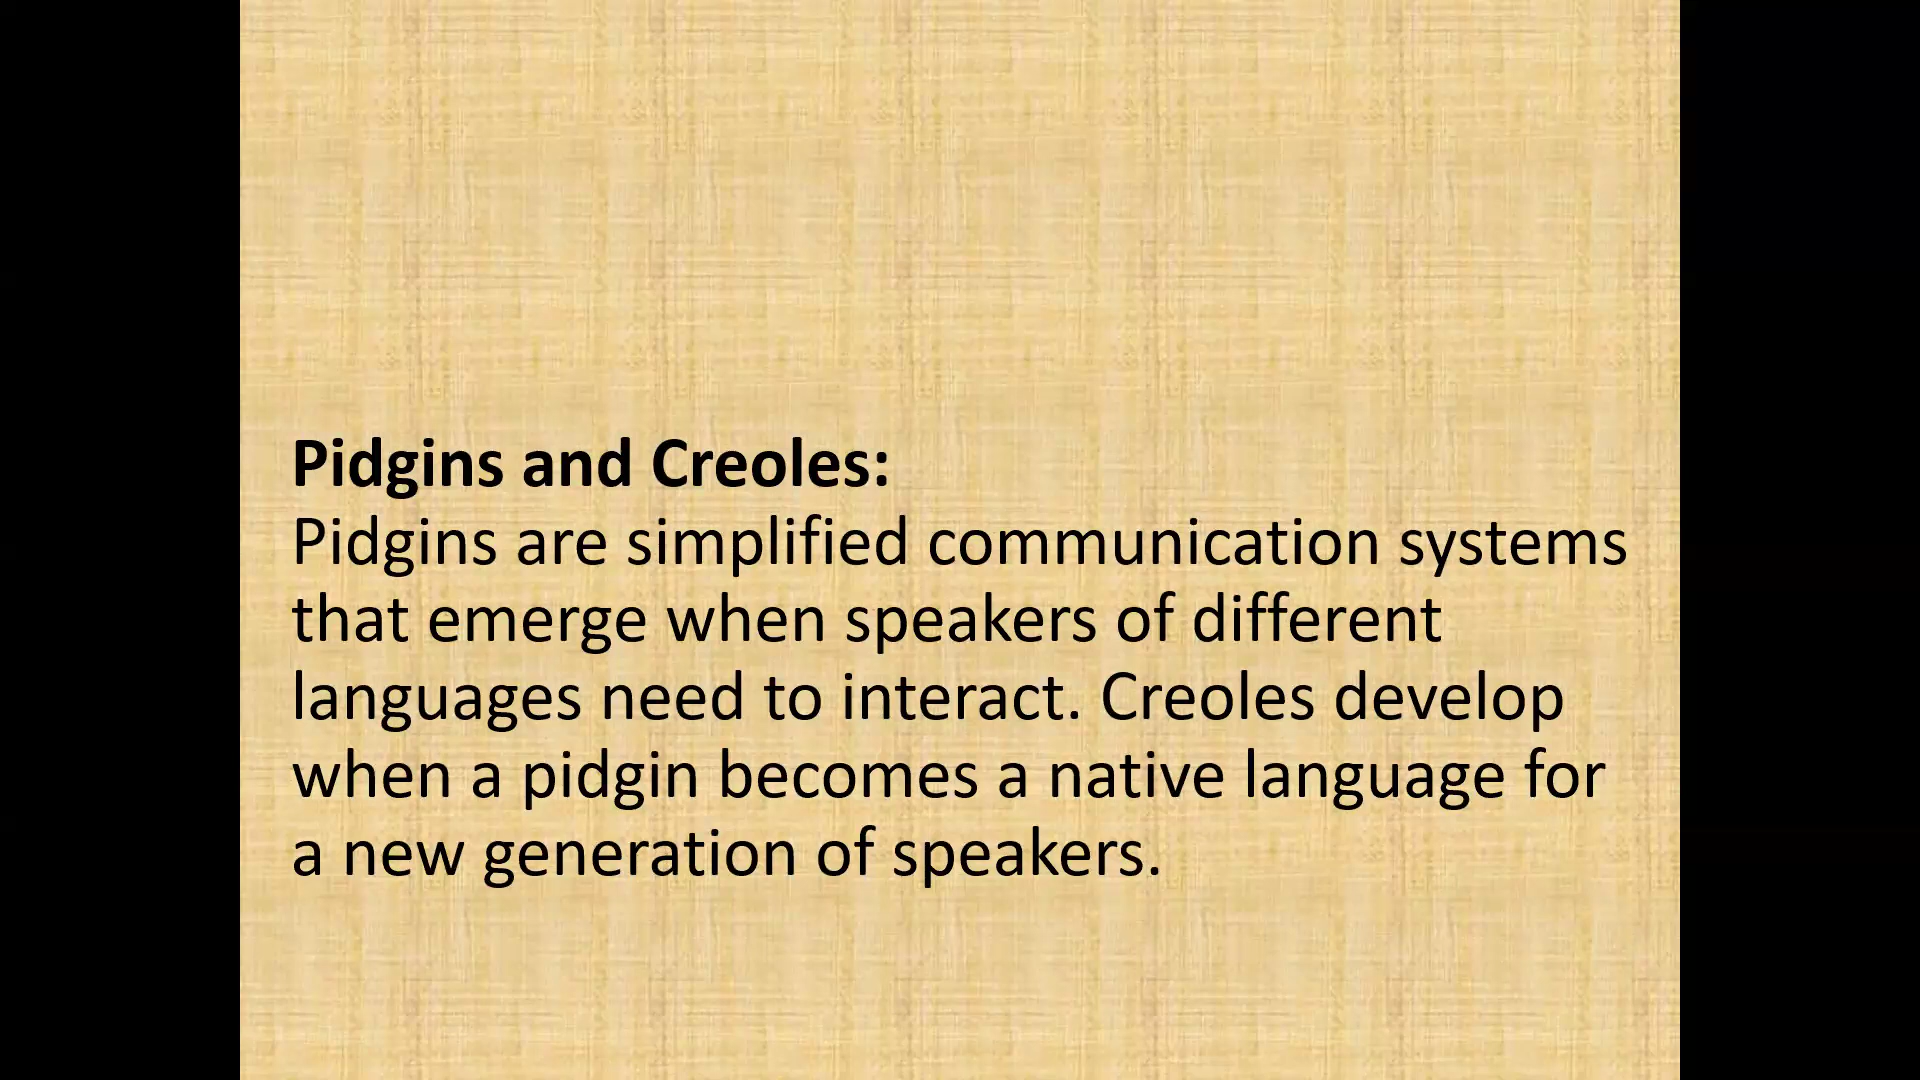 Pidgins and Creoles:
Pidgins are simplified communication systems
that emerge when speakers of different
languages need to interact. Creoles develop
when a pidgin becomes a native language for
a new generation of speakers.